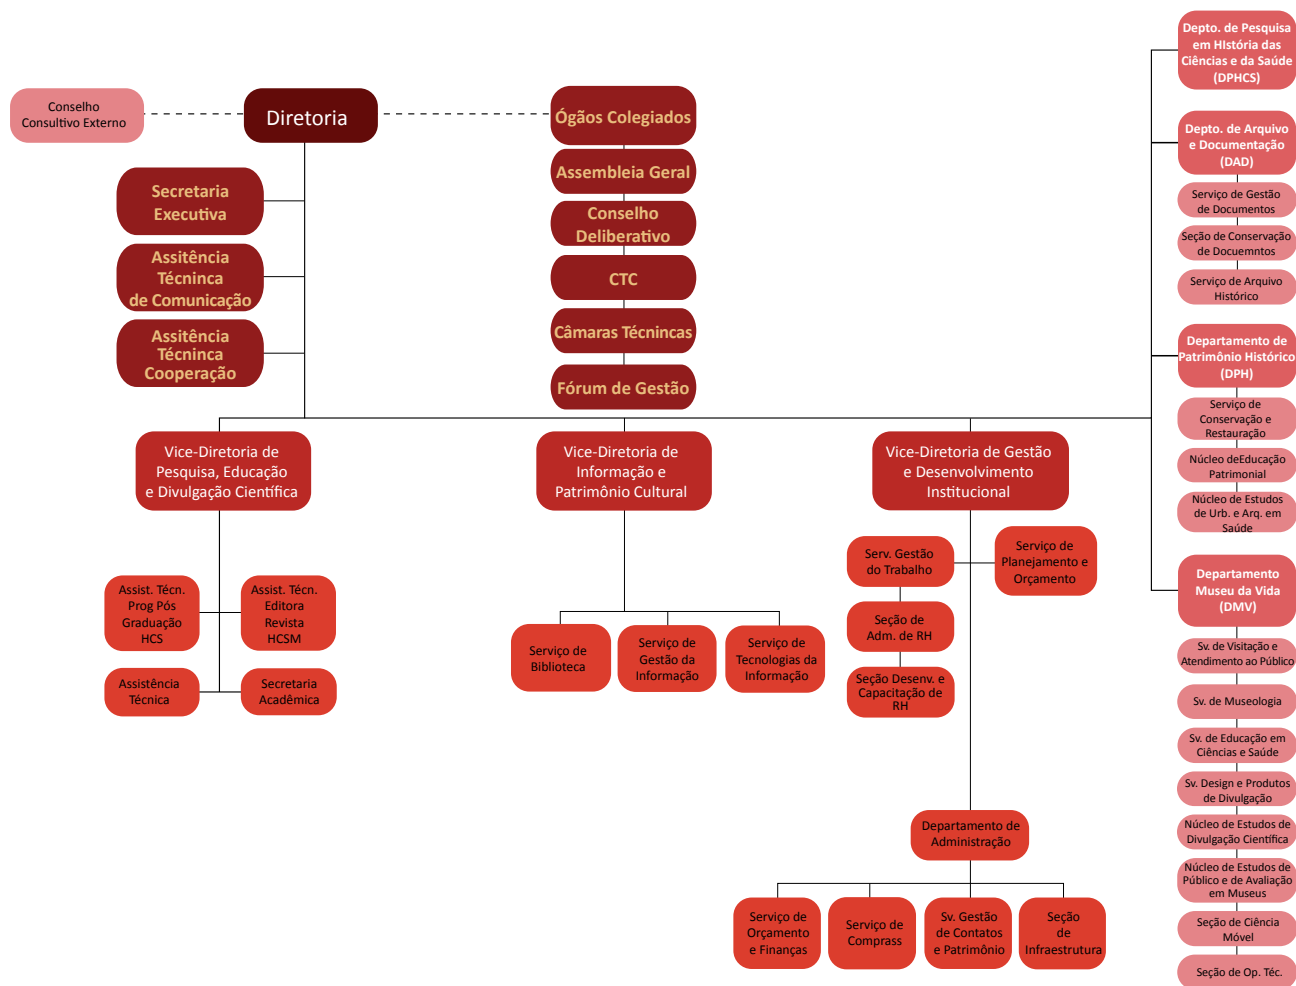 Conselho
Consultivo Externo
Diretoria
Ógãos Colegiados
Assembleia Geral
Conselho
Deliberativo
CTC
Câmaras Técnincas
Fórum de Gestão
Secretaria
Executiva
Assitência
Técninca
de Comunicação
Assitência
Técninca
Cooperação
Vice-Diretoria de
Pesquisa, Educação
e Divulgação Científica
Assist. Técn.
Prog Pós
Graduação
HCS
Assist. Técn.
Editora
Revista
HCSM
Assistência
Técnica
Secretaria
Acadêmica
Vice-Diretoria de
Informação e
Patrimônio Cultural
Serviço de
Biblioteca
Serviço de
Gestão da
Informação
Serviço de
Tecnologias da
Informação
Vice-Diretoria de Gestão
e Desenvolvimento
Institucional
Serv. Gestão
do Trabalho
Serviço de
Planejamento e
Orçamento
Seção de
Adm. de RH
Seção Desenv. e
Capacitação de
RH
Departamento de
Administração
Serviço de
Orçamento
e Finanças
Serviço de
Comprass
Sv. Gestão
de Contatos
e Patrimônio
Seção
de
Infraestrutura
Depto. de Pesquisa
em HIstória das
Ciências e da Saúde
(DPHCS)
Depto. de Arquivo
e Documentação
(DAD)
Serviço de Gestão
de Documentos
Seção de Conservação
de Docuemntos
Serviço de Arquivo
Histórico
Departamento de
Patrimônio Histórico
(DPH)
Serviço de
Conservação e
Restauração
Núcleo deEducação
Patrimonial
Núcleo de Estudos
de Urb. e Arq. em
Saúde
Departamento
Museu da Vida
(DMV)
Sv. de Visitação e
Atendimento ao Público
Sv. de Museologia
Sv. de Educação em
Ciências e Saúde
Sv. Design e Produtos
de Divulgação
Núcleo de Estudos de
Divulgação Científica
Núcleo de Estudos de
Público e de Avaliação
em Museus
Seção de Ciência
Móvel
Seção de Op. Téc.